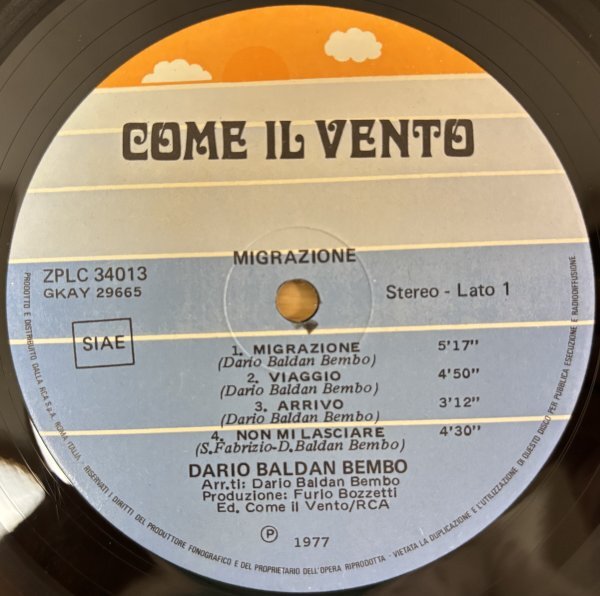 COME IL VENTO
MIGRAZIONE
ZPLC 34013
GKAY 29665
Stereo - Lato 1
SIAE
1. MIGRAZIONE 5'17''
(Dario Baldan Bembo)
2. VIAGGIO 4'50''
(Dario Baldan Bembo)
3. ARRIVO 3'12''
(Dario Baldan Bembo)
4. NON MI LASCIARE 4'30''
(S. Fabrizio-D. Baldan Bembo)
DARIO BALDAN BEMBO
Arr.ti: Dario Baldan Bembo
Produzione: Furio Bozzetti
Ed. Come il Vento/RCA
Ⓟ 1977
PRODOTTO E DISTRIBUITO DALLA RCA S.p.A. ROMA, ITALIA - RISERVATI I DIRITTI DEL PRODUTTORE FONOGRAFICO E DEL PROPRIETARIO DELL'OPERA RIPRODOTTA - VIETATA LA DUPLICAZIONE E L'UTILIZZAZIONE DI QUESTO DISCO PER PUBBLICA ESECUZIONE E RADIODIFFUSIONE.